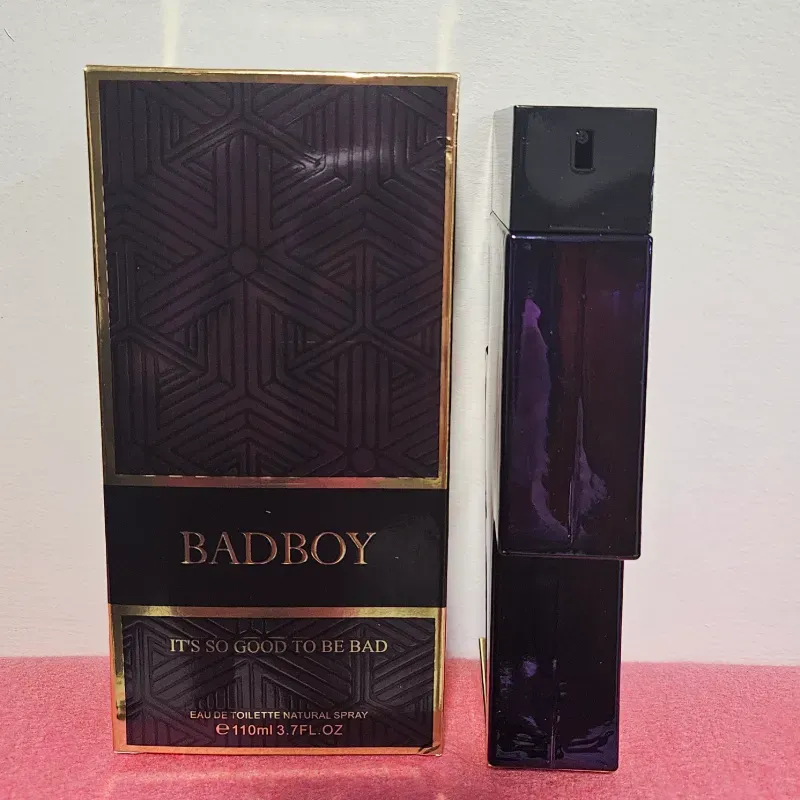 BADBOY
IT'S SO GOOD TO BE BAD
EAU DE TOILETTE NATURAL SPRAY
℮110ml 3.7FL.OZ